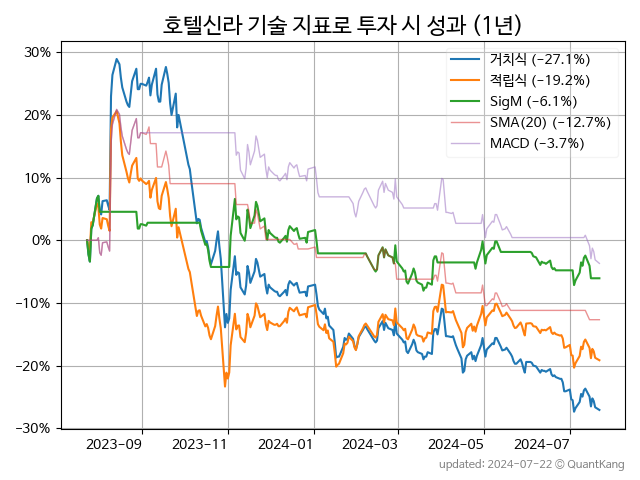 호텔신라 기술 지표로 투자 시 성과 (1년)
30%
20%
10%
0%
−10%
−20%
−30%
거치식 (−27.1%)
적립식 (−19.2%)
SigM (−6.1%)
SMA(20) (−12.7%)
MACD (−3.7%)
2023−09
2023−11
2024−01
2024−03
2024−05
2024−07
updated: 2024-07-22 © QuantKang